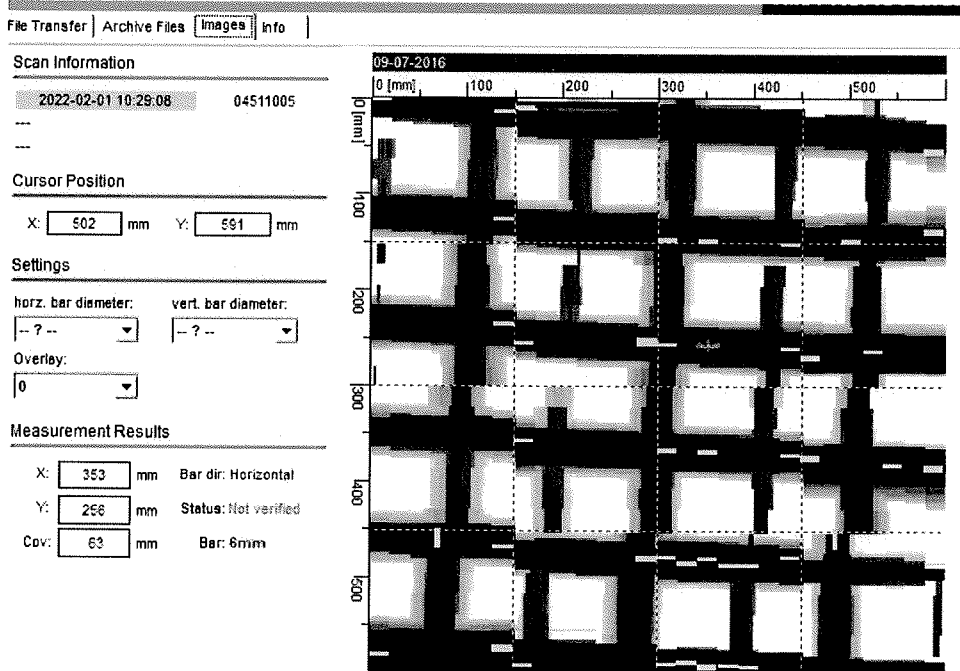 File Transfer Archive Files Images Info
Scan Information
2022-02-01 10:29:08 04511005
---
---
Cursor Position
X: 502 mm Y: 591 mm
Settings
horz. bar diameter: vert. bar diameter:
-- ? -- -- ? --
Overlay:
0
Measurement Results
X: 353 mm Bar dir: Horizontal
Y: 256 mm Status: Not verified
Cov: 63 mm Bar: 6mm
09-07-2016
0 [mm] 100 200 300 400 500
0 [mm]
100
200
300
400
500